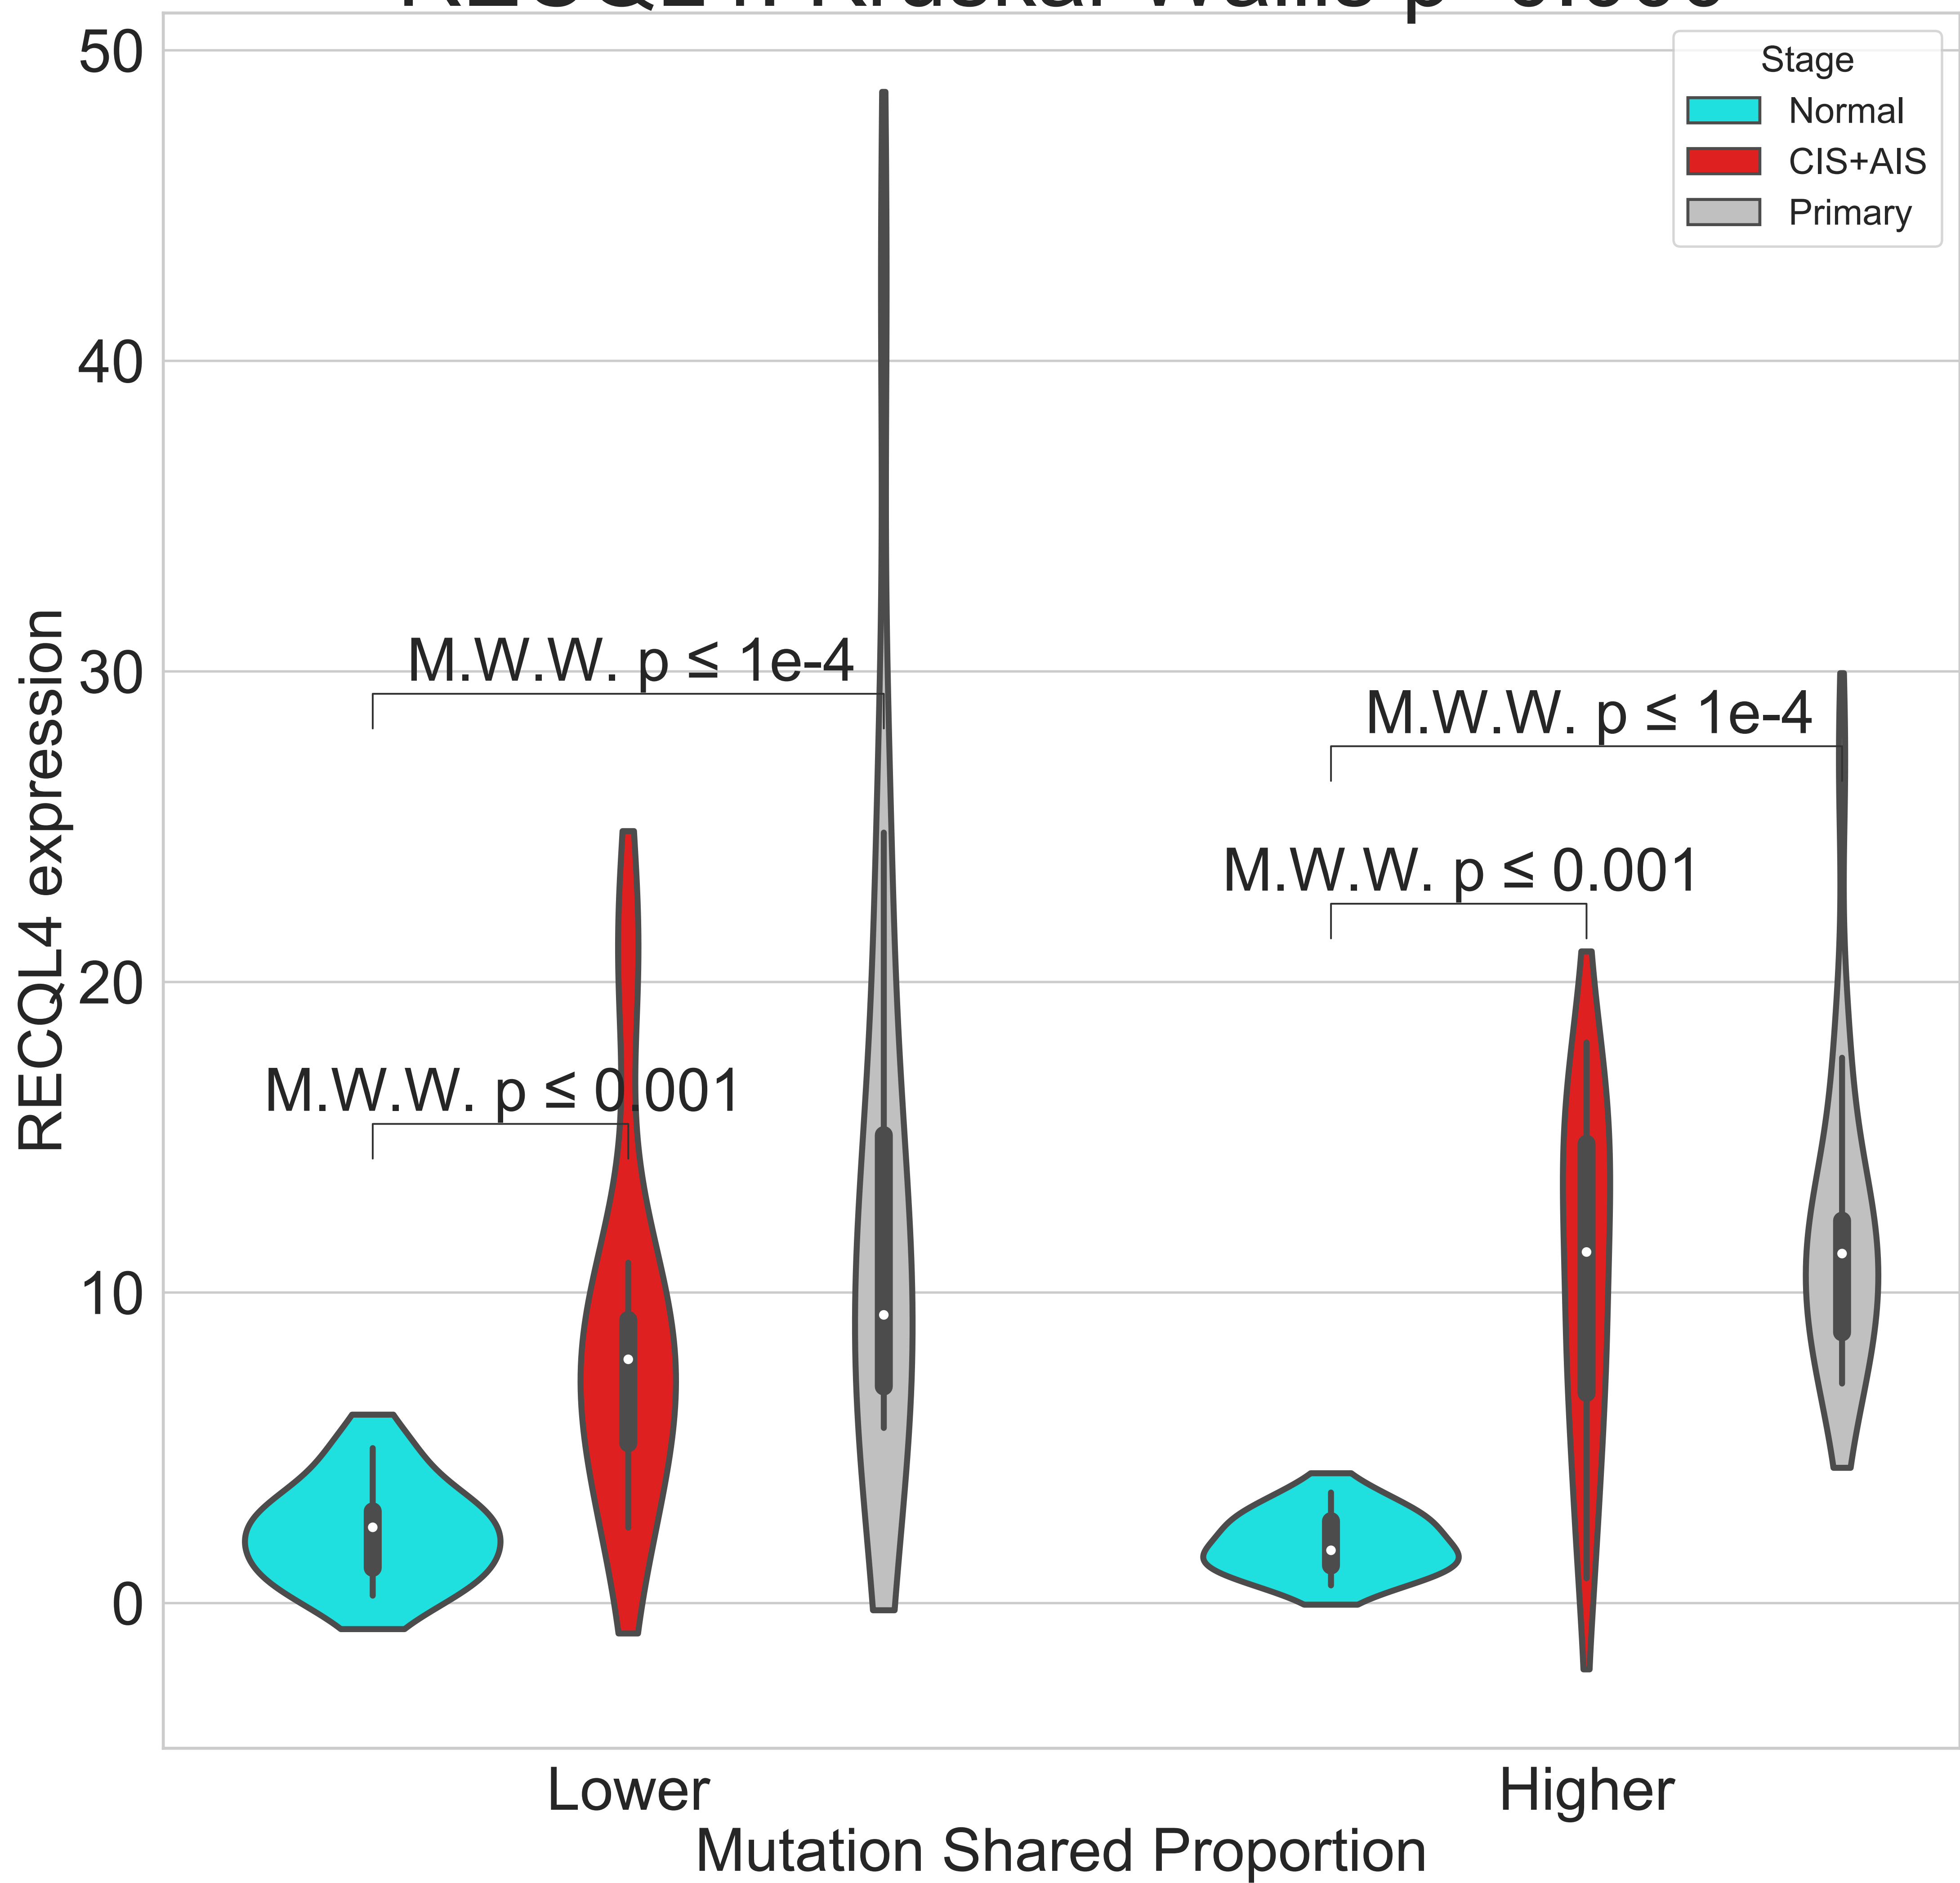 50
40
30
20
10
0
RECQL4 expression
Stage
Normal
CIS+AIS
Primary
M.W.W. p ≤ 1e-4
M.W.W. p ≤ 1e-4
M.W.W. p ≤ 0.001
M.W.W. p ≤ 0.001
Lower
Higher
Mutation Shared Proportion